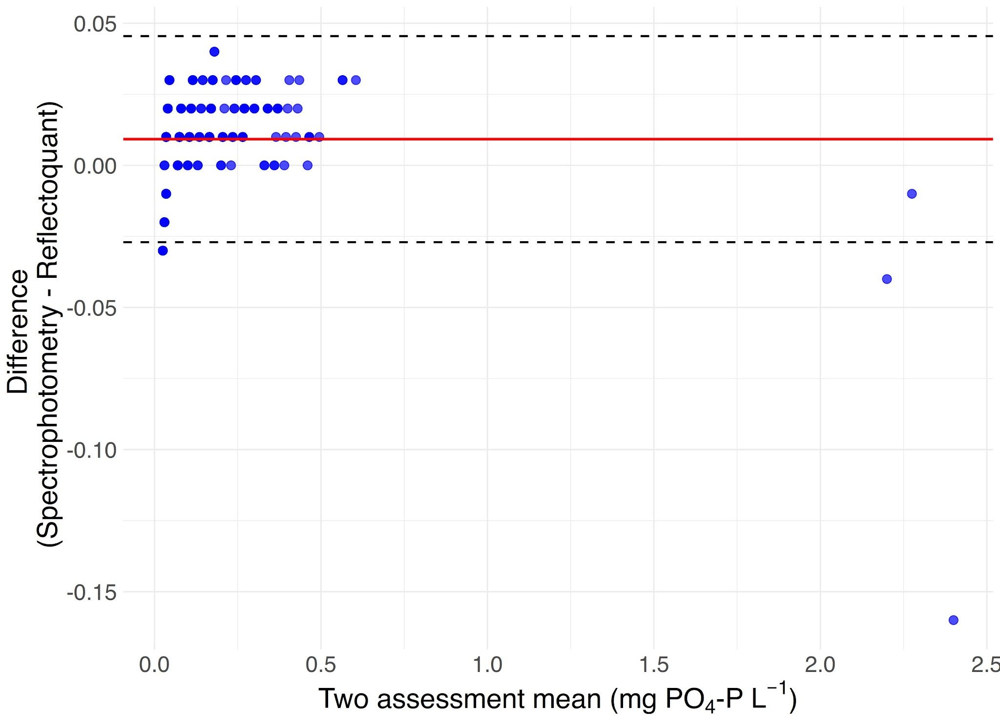 Difference
(Spectrophotometry - Reflectoquant)
0.05
0.00
-0.05
-0.10
-0.15
0.0 0.5 1.0 1.5 2.0 2.5
Two assessment mean (mg PO₄-P L⁻¹)